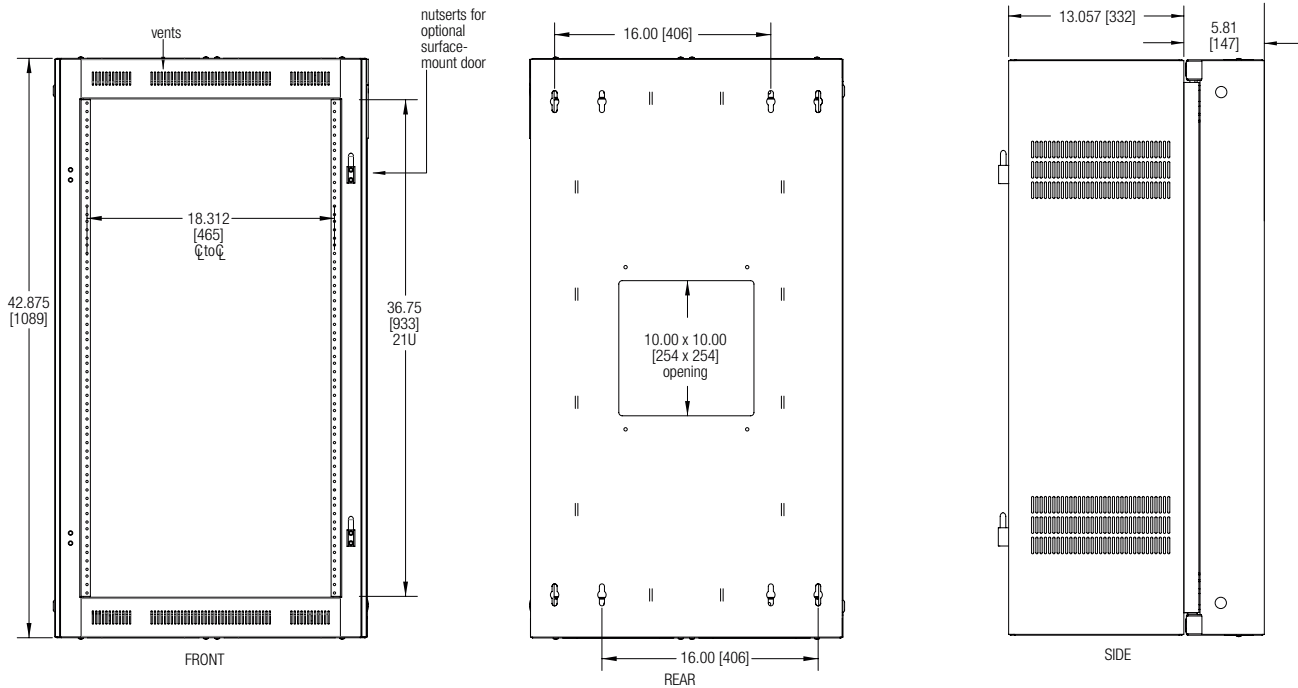 vents
nutserts for
optional
surface-
mount door
18.312
[465]
℄ to ℄
42.875
[1089]
36.75
[933]
21U
FRONT
16.00 [406]
10.00 x 10.00
[254 x 254]
opening
16.00 [406]
REAR
13.057 [332]
5.81
[147]
SIDE